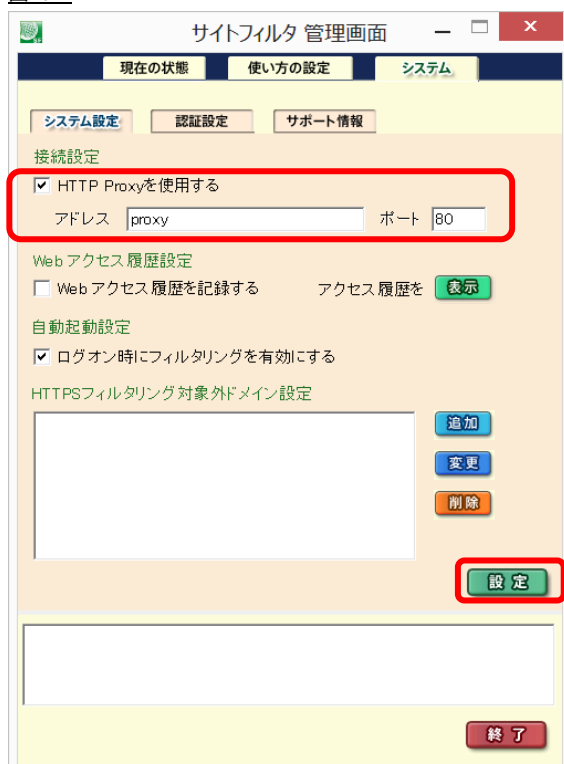 サイトフィルタ 管理画面
現在の状態 使い方の設定 システム
システム設定 認証設定 サポート情報
接続設定
HTTP Proxyを使用する
アドレス proxy ポート 80
Web アクセス履歴設定
Web アクセス履歴を記録する アクセス履歴を 表示
自動起動設定
ログオン時にフィルタリングを有効にする
HTTPSフィルタリング対象外ドメイン設定
追加
変更
削除
設定
終了